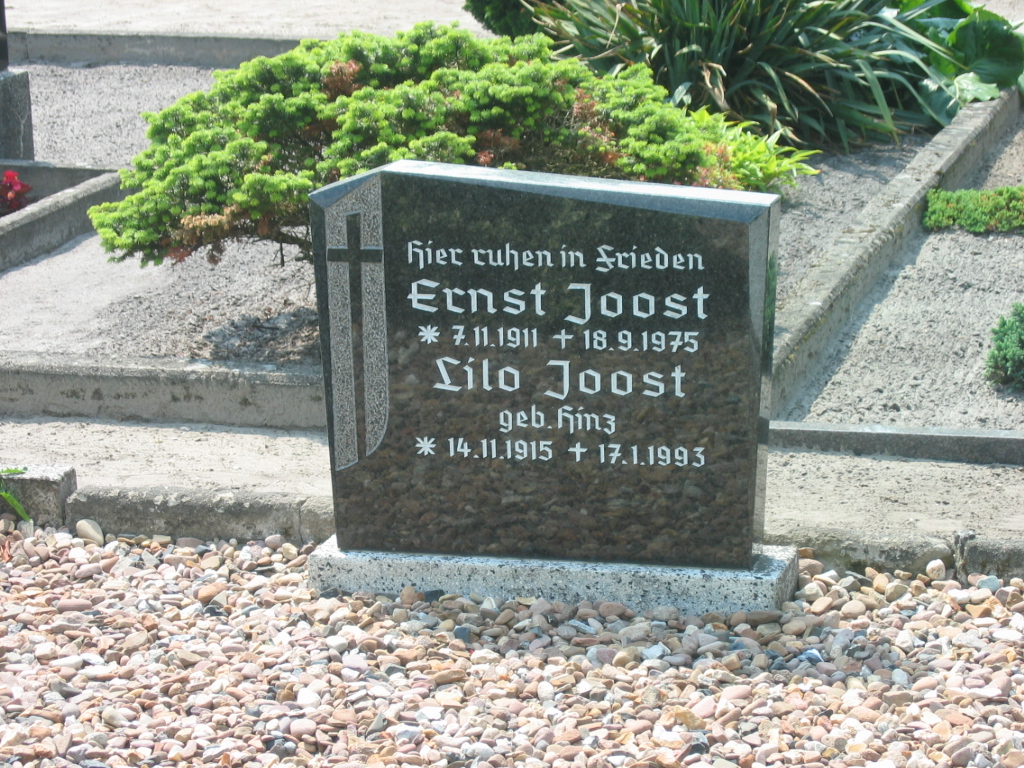 Hier ruhen in Frieden
Ernst Joost
* 7.11.1911 + 18.9.1975
Lilo Joost
geb. Hinz
* 14.11.1915 + 17.1.1993